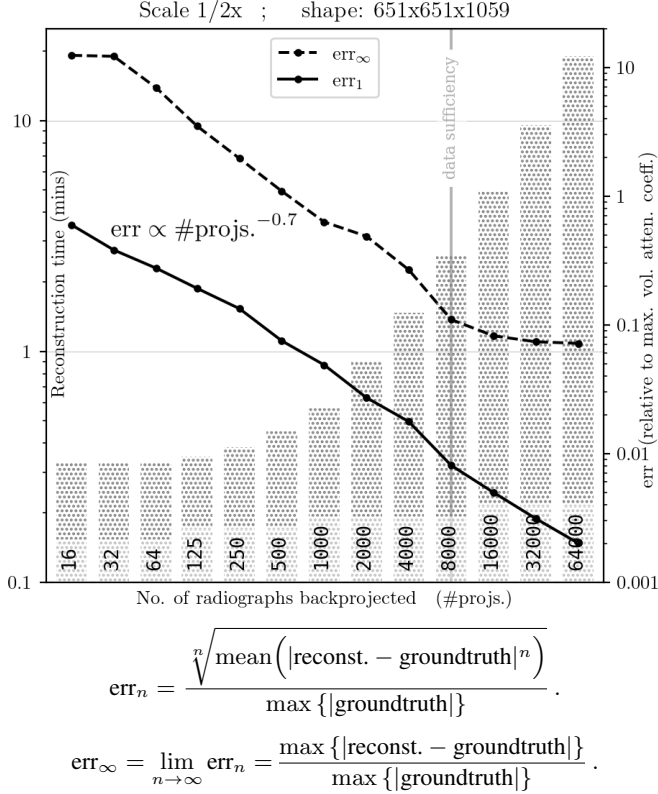 Scale 1/2x ; shape: 651x651x1059
err∞
err₁
data sufficiency
10
1
0.1
Reconstruction time (mins)
err ∝ #projs.⁻⁰·⁷
10
1
0.1
0.01
0.001
err (relative to max. vol. atten. coeff.)
16 32 64 125 250 500 1000 2000 4000 8000 16000 32000 64000
No. of radiographs backprojected (#projs.)
errₙ = ⁿ√mean(|reconst. − groundtruth|ⁿ) / max {|groundtruth|} .
err∞ = lim n→∞ errₙ = max {|reconst. − groundtruth|} / max {|groundtruth|} .